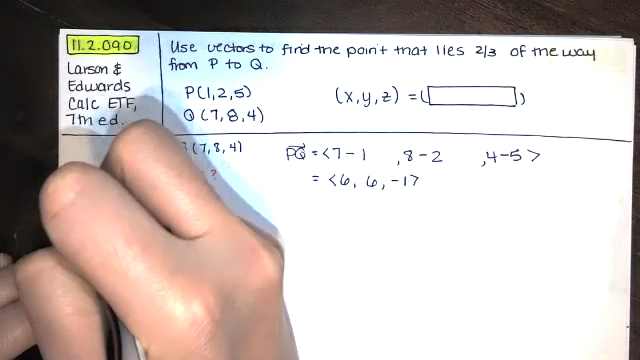 11.2.090
Larson &
Edwards
Calc ETF,
7th ed.
Use vectors to find the point that lies 2/3 of the way
from P to Q.
P(1,2,5)
Q(7,8,4)
(x,y,z) = ( )
(7,8,4)
?
PQ = <7-1 ,8-2 ,4-5>
= <6, 6, -1>